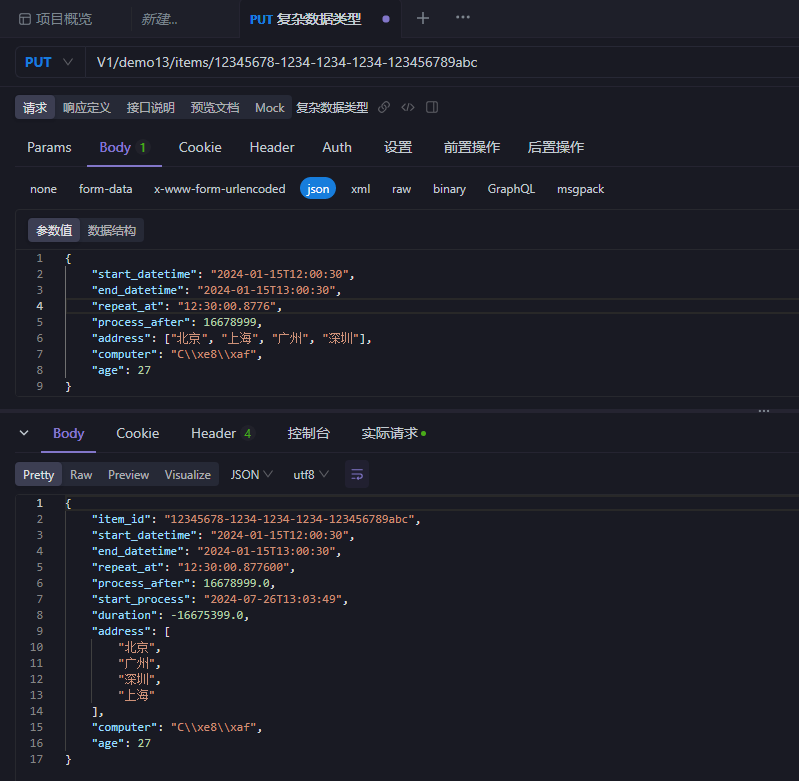 项目概览 新建... PUT 复杂数据类型
PUT V1/demo13/items/12345678-1234-1234-1234-123456789abc
请求 响应定义 接口说明 预览文档 Mock 复杂数据类型
Params Body 1 Cookie Header Auth 设置 前置操作 后置操作
none form-data x-www-form-urlencoded json xml raw binary GraphQL msgpack
参数值 数据结构
1 {
2 "start_datetime": "2024-01-15T12:00:30",
3 "end_datetime": "2024-01-15T13:00:30",
4 "repeat_at": "12:30:00.8776",
5 "process_after": 16678999,
6 "address": ["北京", "上海", "广州", "深圳"],
7 "computer": "C\\xe8\\xaf",
8 "age": 27
9 }
Body Cookie Header 4 控制台 实际请求
Pretty Raw Preview Visualize JSON utf8
1 {
2 "item_id": "12345678-1234-1234-1234-123456789abc",
3 "start_datetime": "2024-01-15T12:00:30",
4 "end_datetime": "2024-01-15T13:00:30",
5 "repeat_at": "12:30:00.877600",
6 "process_after": 16678999.0,
7 "start_process": "2024-07-26T13:03:49",
8 "duration": -16675399.0,
9 "address": [
10 "北京",
11 "广州",
12 "深圳",
13 "上海"
14 ],
15 "computer": "C\\xe8\\xaf",
16 "age": 27
17 }